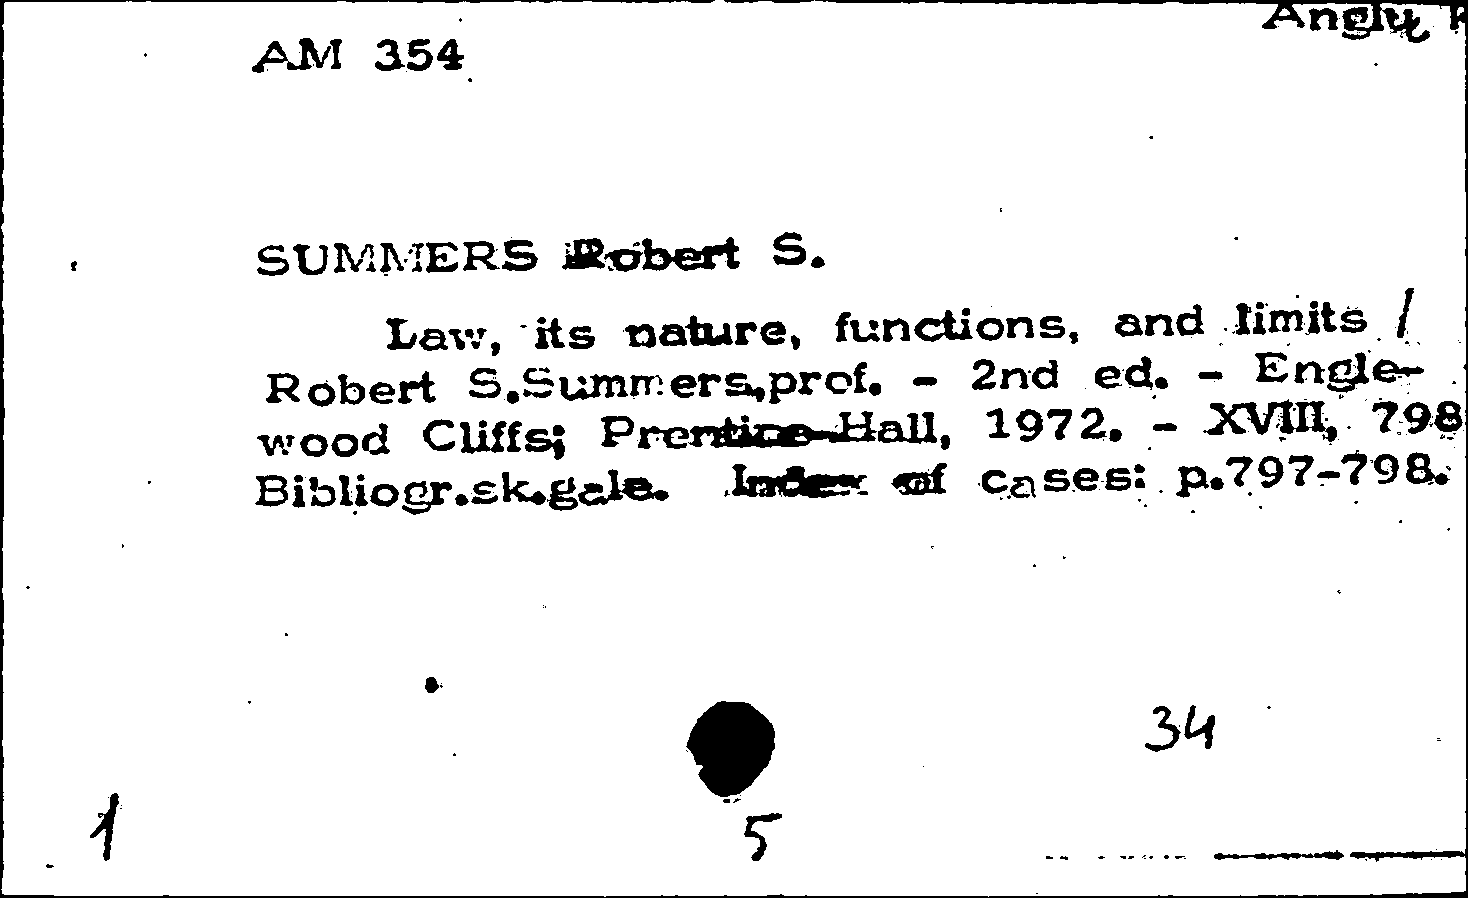 Anglų
AM 354
SUMMERS Robert S.
Law, its nature, functions, and limits /
Robert S.Summers,prof. - 2nd ed. - Engle-
wood Cliffs; Prentice-Hall, 1972. - XVIII, 798
Bibliogr.sk.gale. Index of cases: p.797-798.
34
1
5